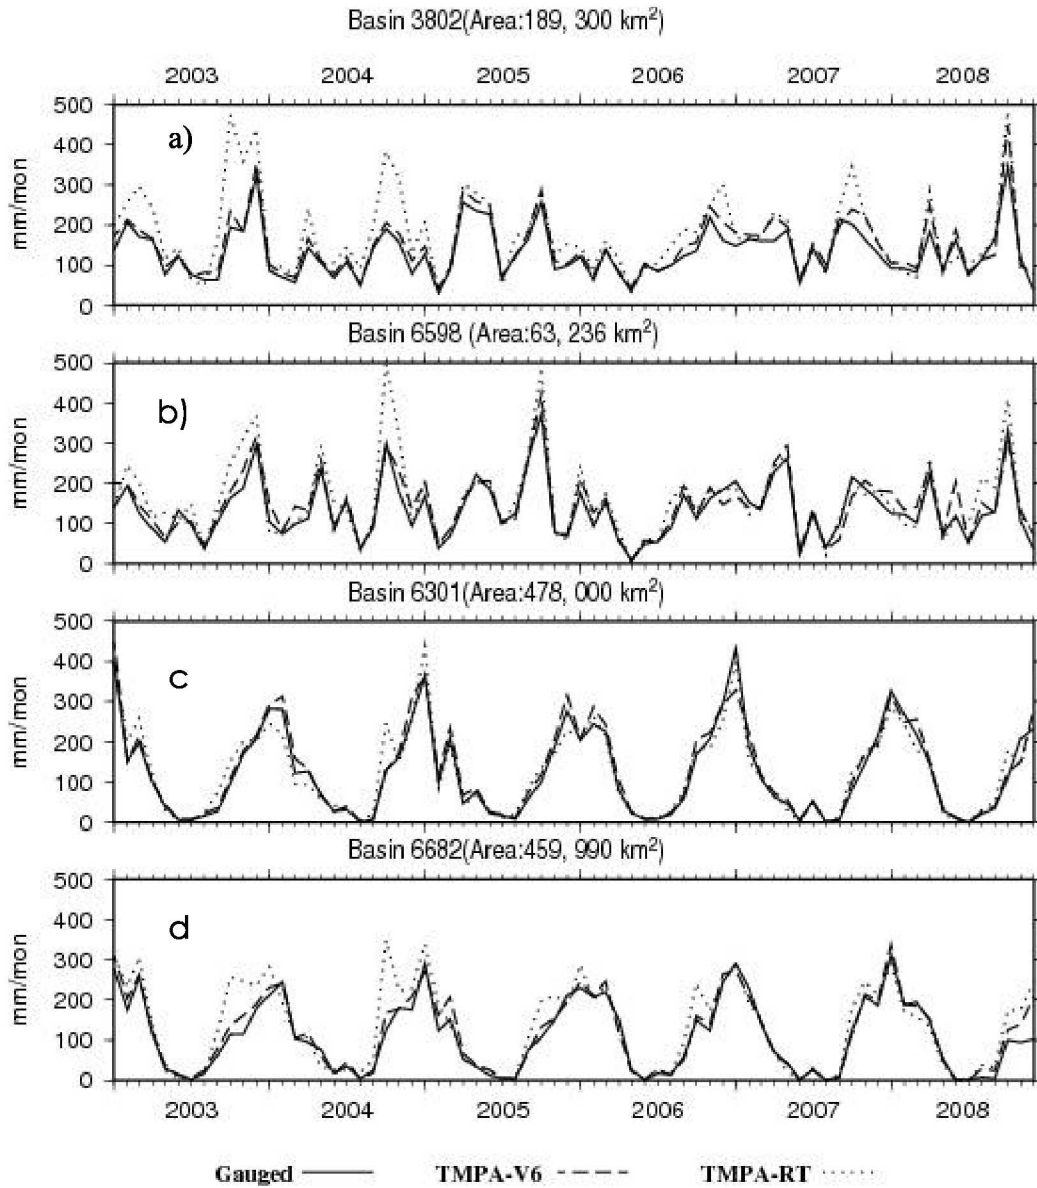 Basin 3802(Area:189, 300 km²)
2003 2004 2005 2006 2007 2008
500
a)
400
300
mm/mon
200
100
0
Basin 6598 (Area:63, 236 km²)
500
b)
400
300
mm/mon
200
100
0
Basin 6301(Area:478, 000 km²)
500
400
c
300
mm/mon
200
100
0
Basin 6682(Area:459, 990 km²)
500
400
d
300
mm/mon
200
100
0
2003 2004 2005 2006 2007 2008
Gauged TMPA-V6 TMPA-RT